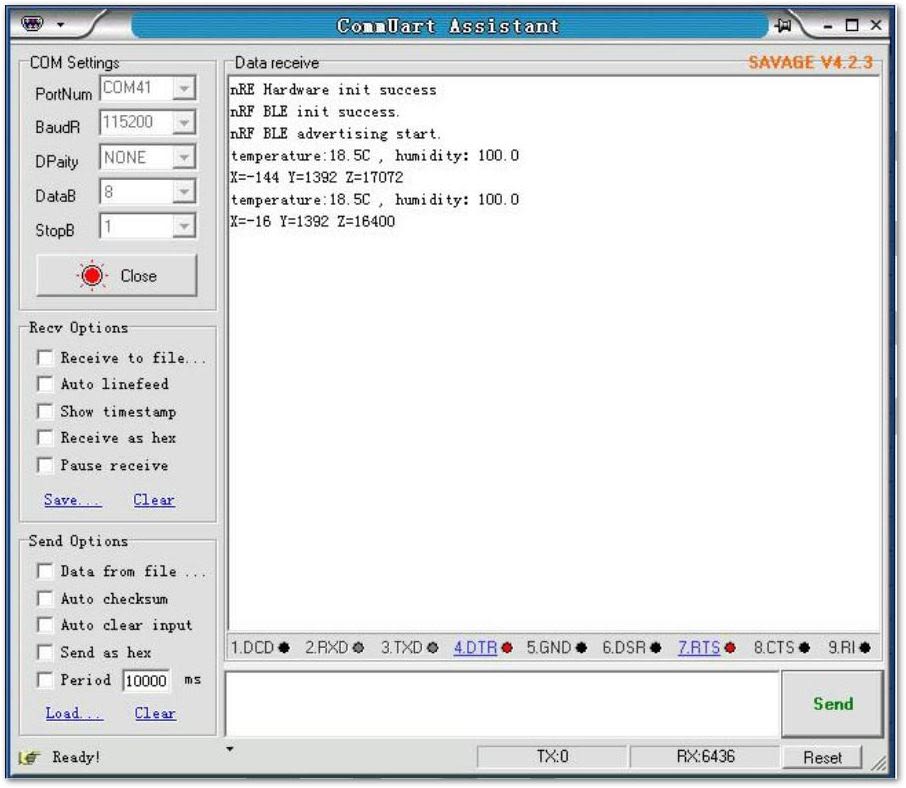 CommUart Assistant
COM Settings
PortNum COM41
BaudR 115200
DPaity NONE
DataB 8
StopB 1
Close
Recv Options
Receive to file...
Auto linefeed
Show timestamp
Receive as hex
Pause receive
Save... Clear
Send Options
Data from file ...
Auto checksum
Auto clear input
Send as hex
Period 10000 ms
Load... Clear
Data receive
SAVAGE V4.2.3
nRE Hardware init success
nRF BLE init success.
nRF BLE advertising start.
temperature:18.5C , humidity: 100.0
X=-144 Y=1392 Z=17072
temperature:18.5C , humidity: 100.0
X=-16 Y=1392 Z=16400
1.DCD 2.RXD 3.TXD 4.DTR 5.GND 6.DSR 7.RTS 8.CTS 9.RI
Send
Ready! TX:0 RX:6436 Reset